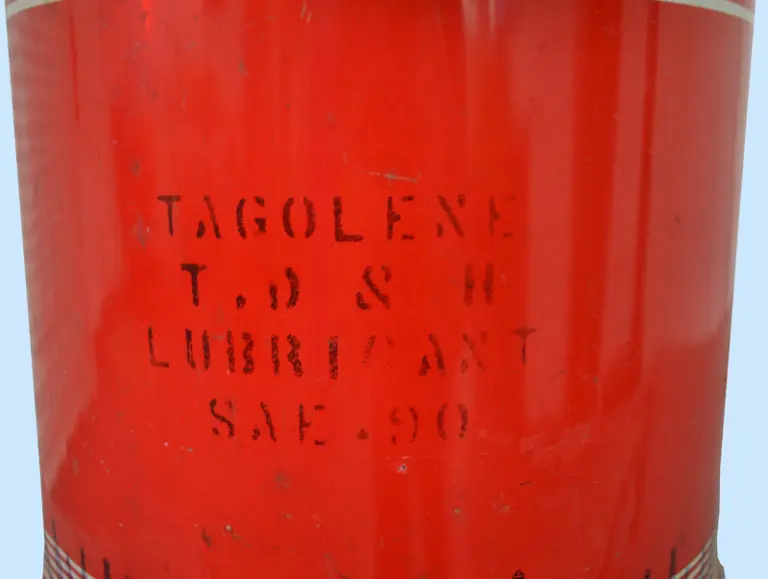 TAGOLENE
T.D & H
LUBRICANT
SAE.90